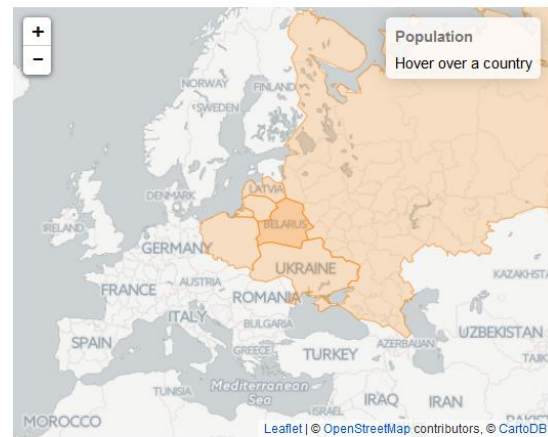 +
−
Population
Hover over a country
NORWAY
FINLAND
SWEDEN
LATVIA
DENMARK
IRELAND
BELARUS
GERMANY
UKRAINE
KAZAKHSTA
FRANCE
AUSTRIA
ROMANIA
ITALY
BULGARIA
UZBEKISTAN
SPAIN
GREECE
TURKEY
AZERBAIJAN
TAJIK
TUNISIA
Mediterranean
Sea
IRAQ
IRAN
ISRAEL
MOROCCO
Leaflet | © OpenStreetMap contributors, © CartoDB